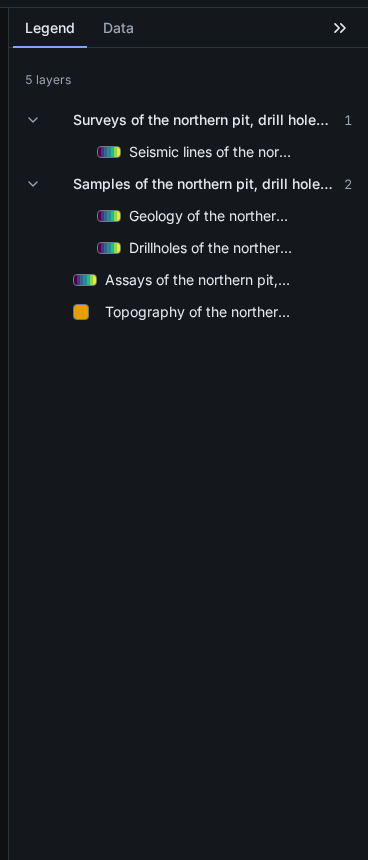 Legend Data
5 layers
Surveys of the northern pit, drill hole... 1
Seismic lines of the nor...
Samples of the northern pit, drill hole... 2
Geology of the norther...
Drillholes of the norther...
Assays of the northern pit,...
Topography of the norther...